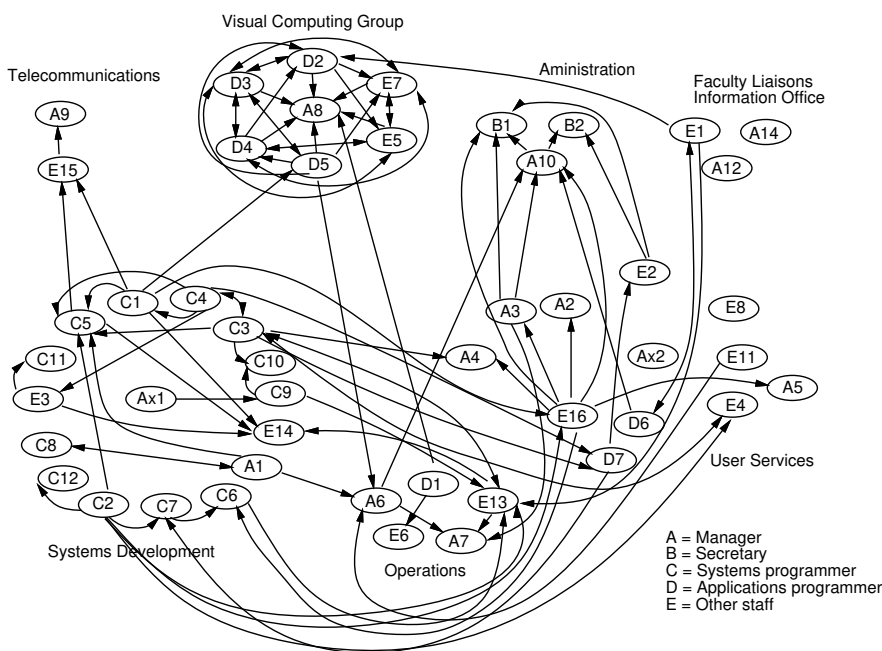 Visual Computing Group
Telecommunications
Aministration
Faculty Liaisons
Information Office
D2
D3
E7
A8
A9
B1
B2
E1
A14
D4
E5
D5
A10
A12
E15
E2
C1
C4
A3
A2
E8
C5
C3
C11
C10
A4
Ax2
E11
E3
Ax1
C9
E16
A5
E4
E14
D6
C8
A1
D7
User Services
C12
D1
C2
C7
C6
A6
E13
E6
A7
Systems Development
Operations
A = Manager
B = Secretary
C = Systems programmer
D = Applications programmer
E = Other staff